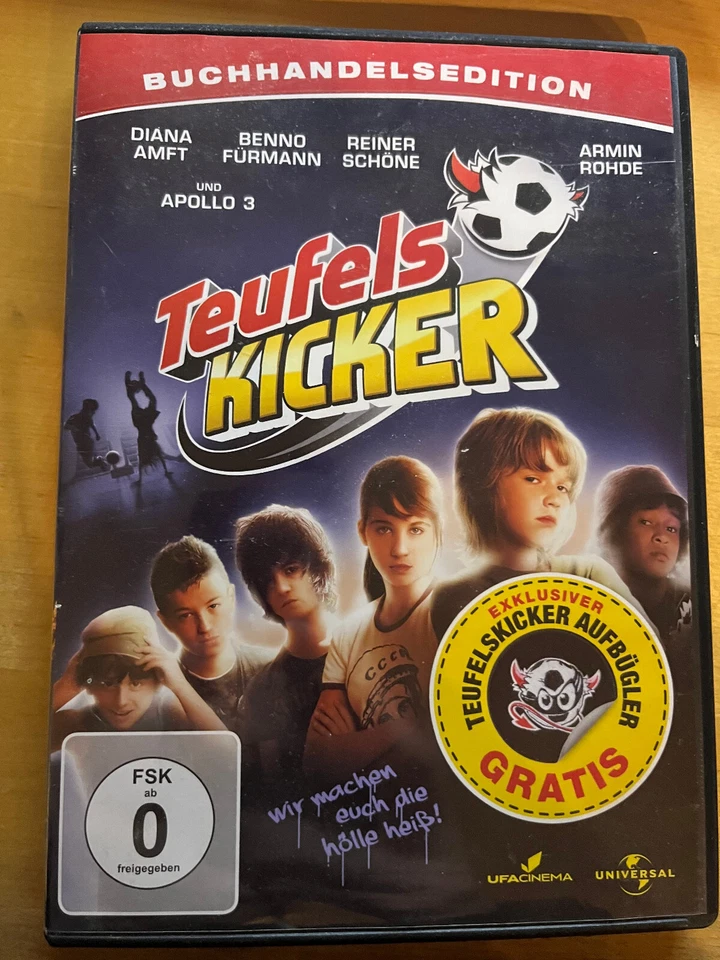 BUCHHANDELSEDITION
DIANA AMFT
BENNO FÜRMANN
REINER SCHÖNE
ARMIN ROHDE
UND APOLLO 3
Teufels
KICKER
CCCP
EXKLUSIVER
TEUFELSKICKER AUFBÜGLER
GRATIS
FSK
ab
0
freigegeben
wir machen
euch die
hölle heiß!
UFACINEMA
UNIVERSAL